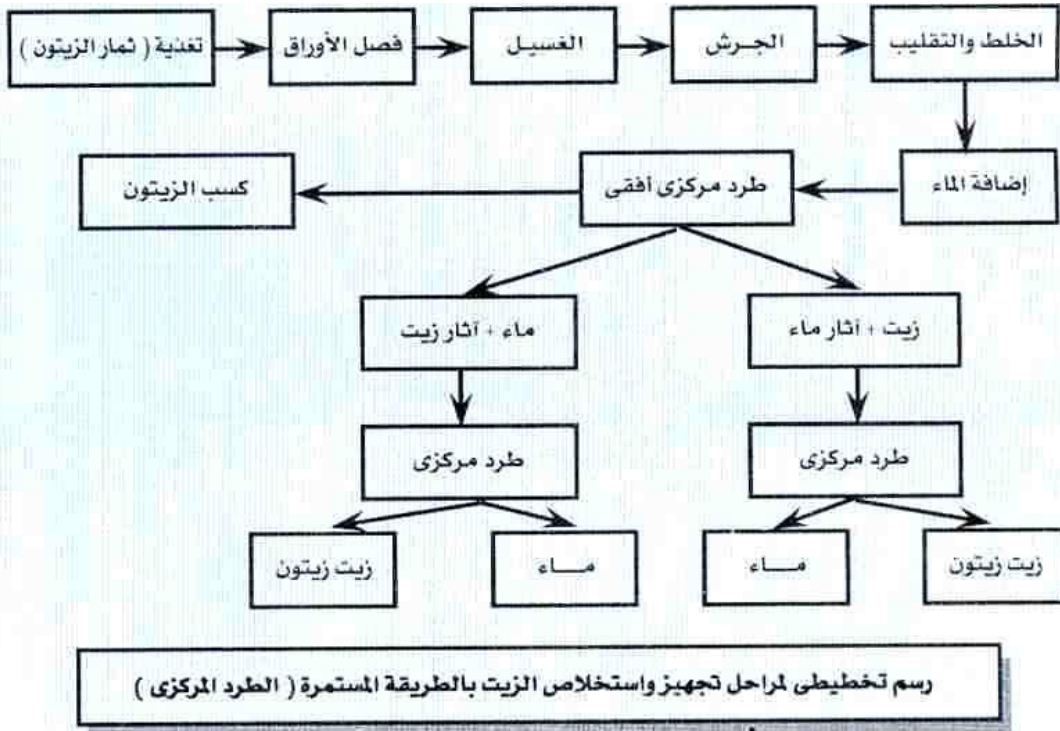 تغذية ( ثمار الزيتون )
فصل الأوراق
الغسيل
الجرش
الخلط والتقليب
إضافة الماء
طرد مركزى أفقى
كسب الزيتون
زيت + آثار ماء
ماء + آثار زيت
طرد مركزى
طرد مركزى
زيت زيتون
ماء
ماء
زيت زيتون
رسم تخطيطى لمراحل تجهيز واستخلاص الزيت بالطريقة المستمرة ( الطرد المركزى )